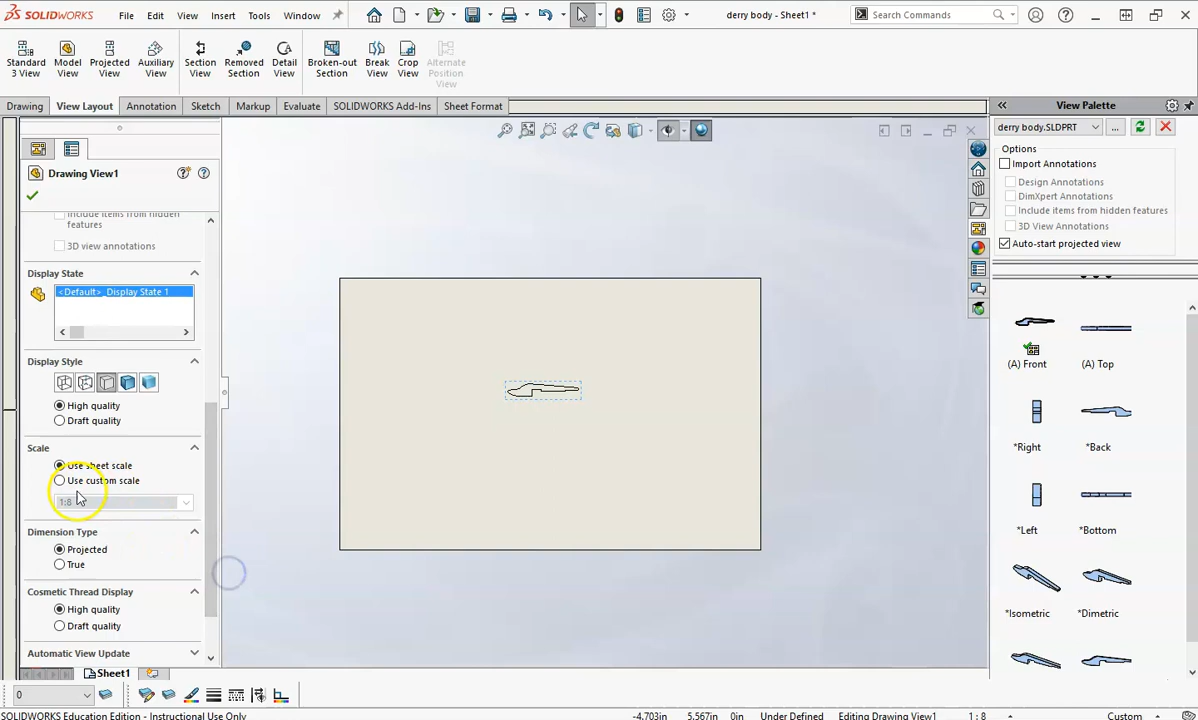 SOLIDWORKS File Edit View Insert Tools Window derry body - Sheet1 * Search Commands
Standard 3 View Model View Projected View Auxiliary View Section View Removed Section Detail View Broken-out Section Break View Crop View Alternate Position View
Drawing View Layout Annotation Sketch Markup Evaluate SOLIDWORKS Add-Ins Sheet Format
View Palette
derry body.SLDPRT ...
Options
Import Annotations
Design Annotations
DimXpert Annotations
Include items from hidden features
3D View Annotations
Auto-start projected view
(A) Front (A) Top
*Right *Back
*Left *Bottom
*Isometric *Dimetric
Drawing View1
Include items from hidden
features
3D view annotations
Display State
<Default>_Display State 1
Display Style
High quality
Draft quality
Scale
Use sheet scale
Use custom scale
1:8
Dimension Type
Projected
True
Cosmetic Thread Display
High quality
Draft quality
Automatic View Update
Sheet1
0
SOLIDWORKS Education Edition - Instructional Use Only -4.703in 5.567in 0in Under Defined Editing Drawing View1 1 : 8 Custom